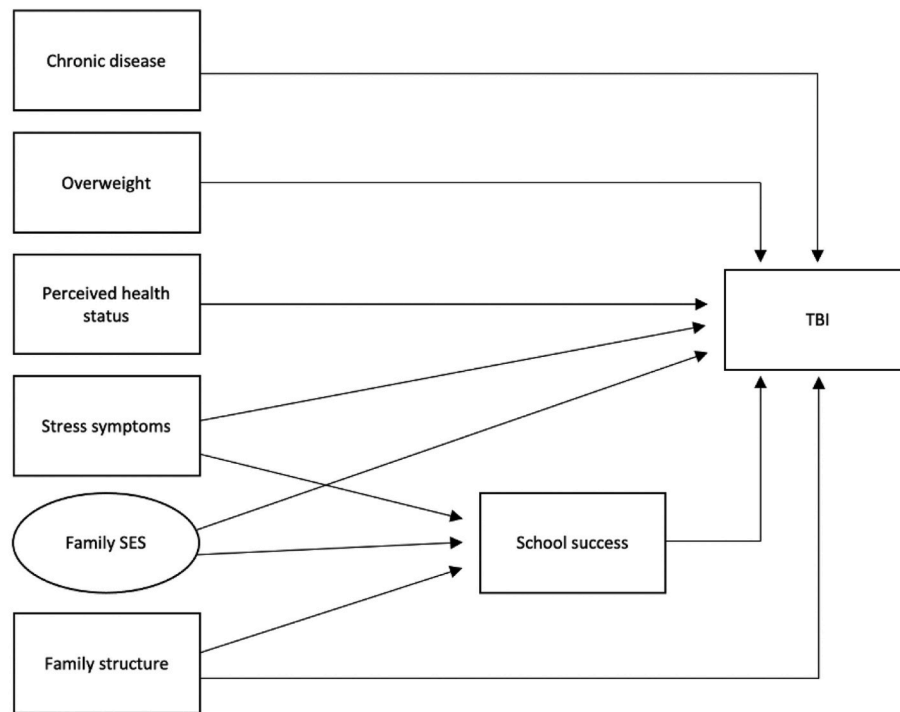 Chronic disease
Overweight
Perceived health
status
TBI
Stress symptoms
Family SES
School success
Family structure